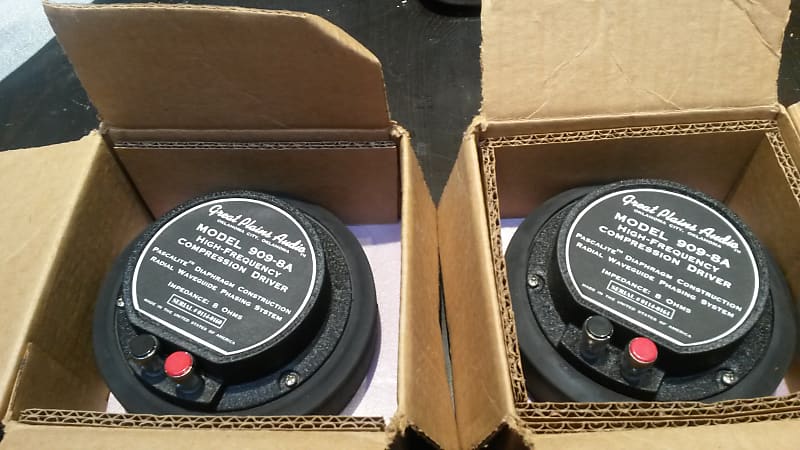 Great Plains Audio™
OKLAHOMA CITY, OKLAHOMA
MODEL 909-8A
HIGH-FREQUENCY
COMPRESSION DRIVER
PASCALITE™ DIAPHRAGM CONSTRUCTION
RADIAL WAVEGUIDE PHASING SYSTEM
IMPEDANCE: 8 OHMS
MADE IN THE UNITED STATES OF AMERICA
Great Plains Audio™
OKLAHOMA CITY, OKLAHOMA
MODEL 909-8A
HIGH-FREQUENCY
COMPRESSION DRIVER
PASCALITE™ DIAPHRAGM CONSTRUCTION
RADIAL WAVEGUIDE PHASING SYSTEM
IMPEDANCE: 8 OHMS
MADE IN THE UNITED STATES OF AMERICA